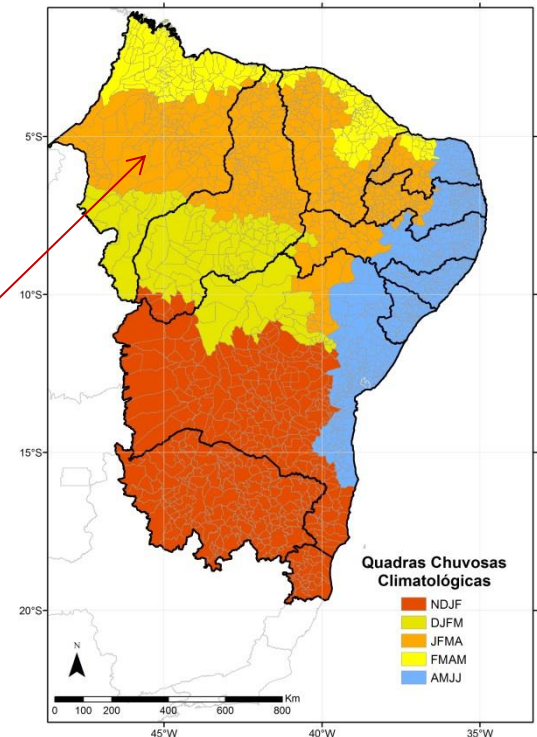 5°S
10°S
15°S
20°S
Quadras Chuvosas
Climatológicas
NDJF
DJFM
JFMA
FMAM
AMJJ
N
Km
0 100 200 400 600 800
45°W 40°W 35°W